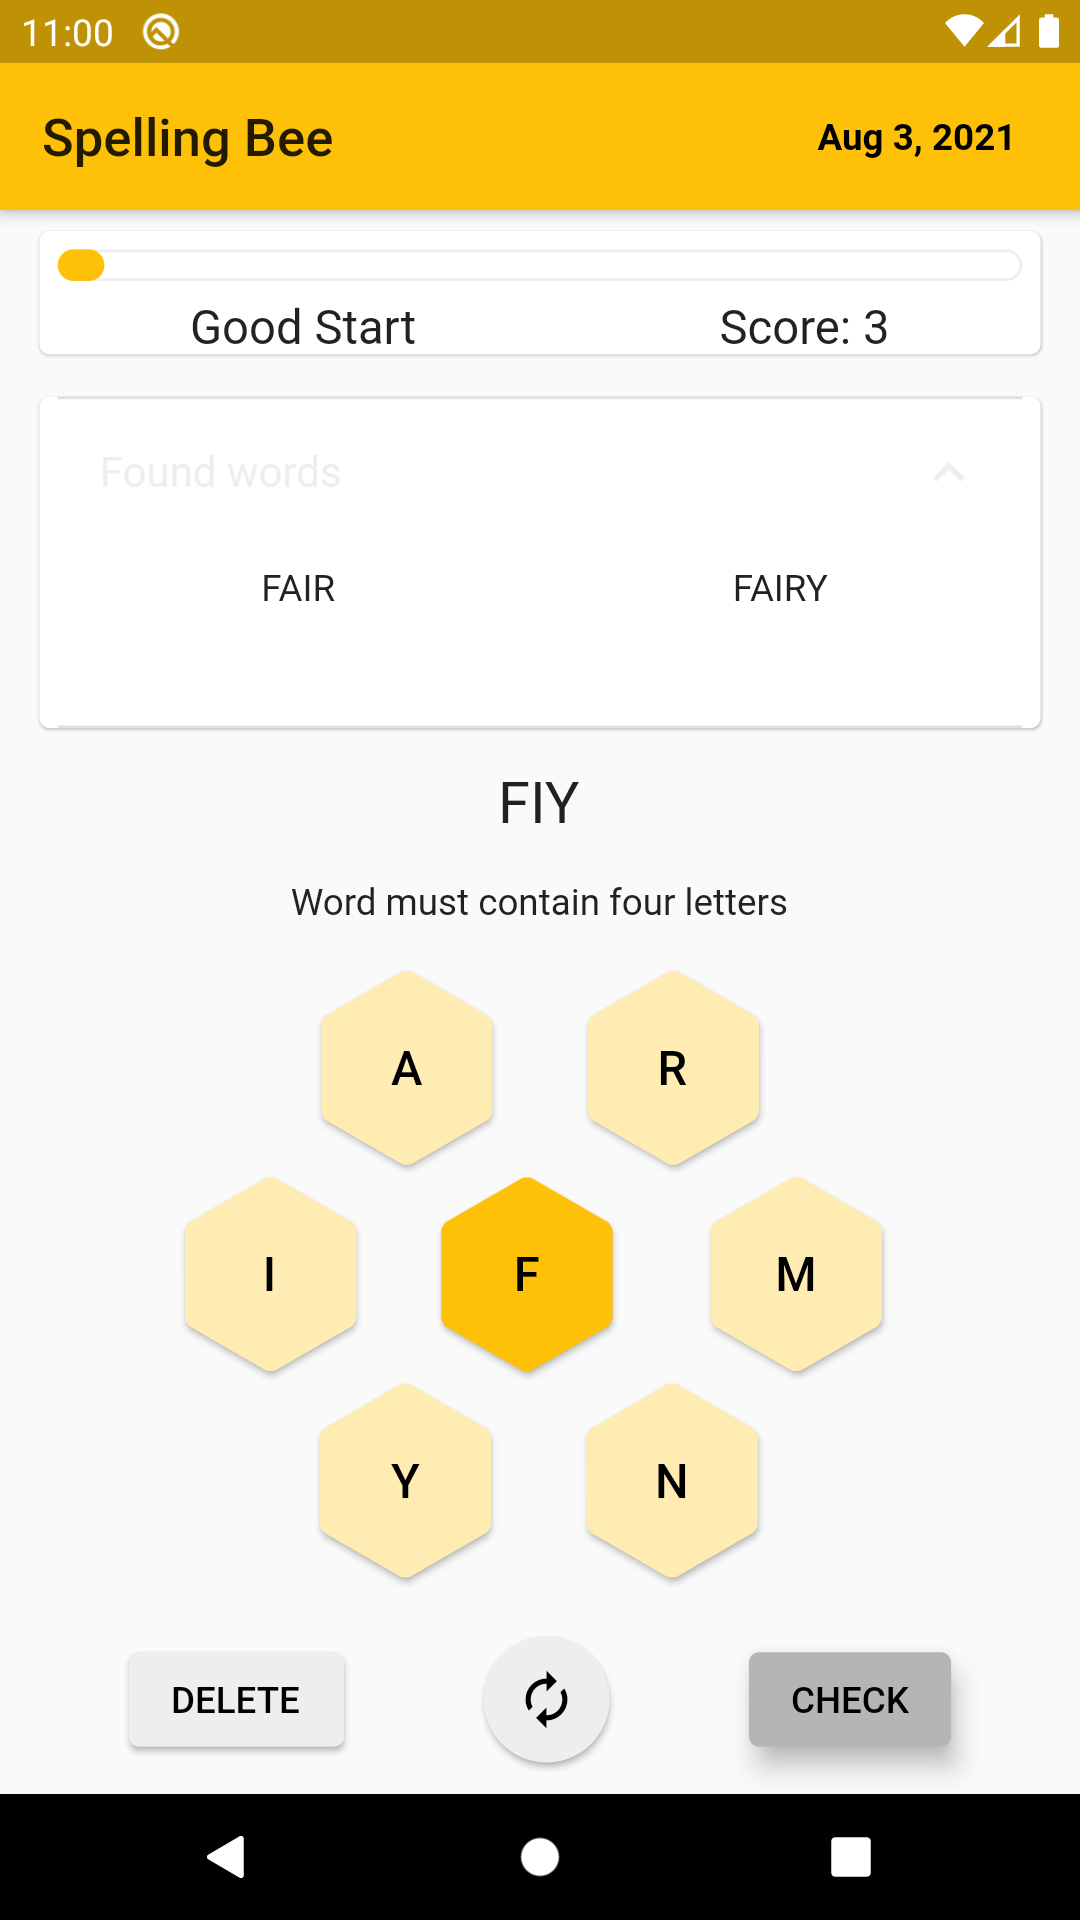 11:00
Spelling Bee Aug 3, 2021
Good Start Score: 3
Found words
FAIR FAIRY
FIY
Word must contain four letters
A R
I F M
Y N
DELETE CHECK